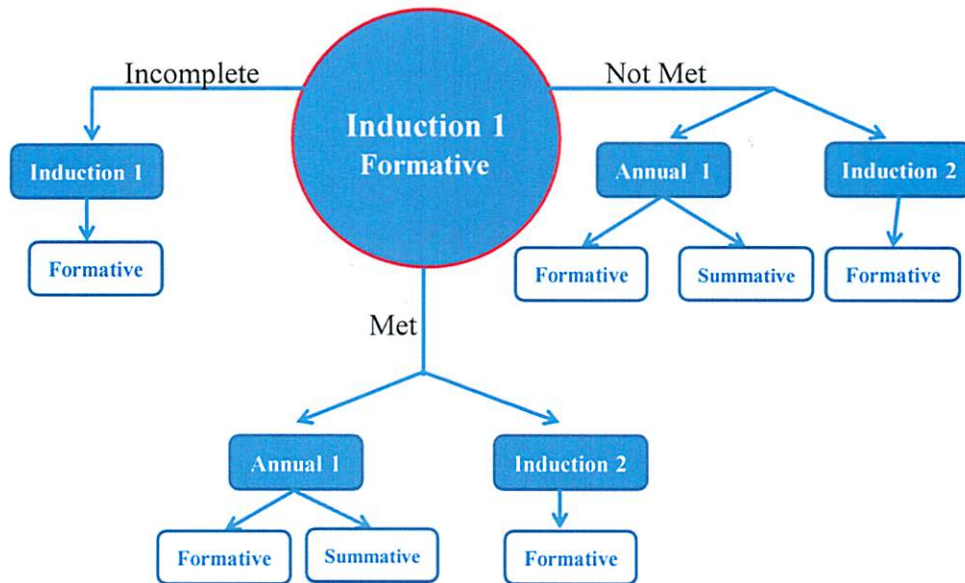 Incomplete
Not Met
Induction 1
Formative
Induction 1
Annual 1
Induction 2
Formative
Formative
Summative
Formative
Met
Annual 1
Induction 2
Formative
Summative
Formative